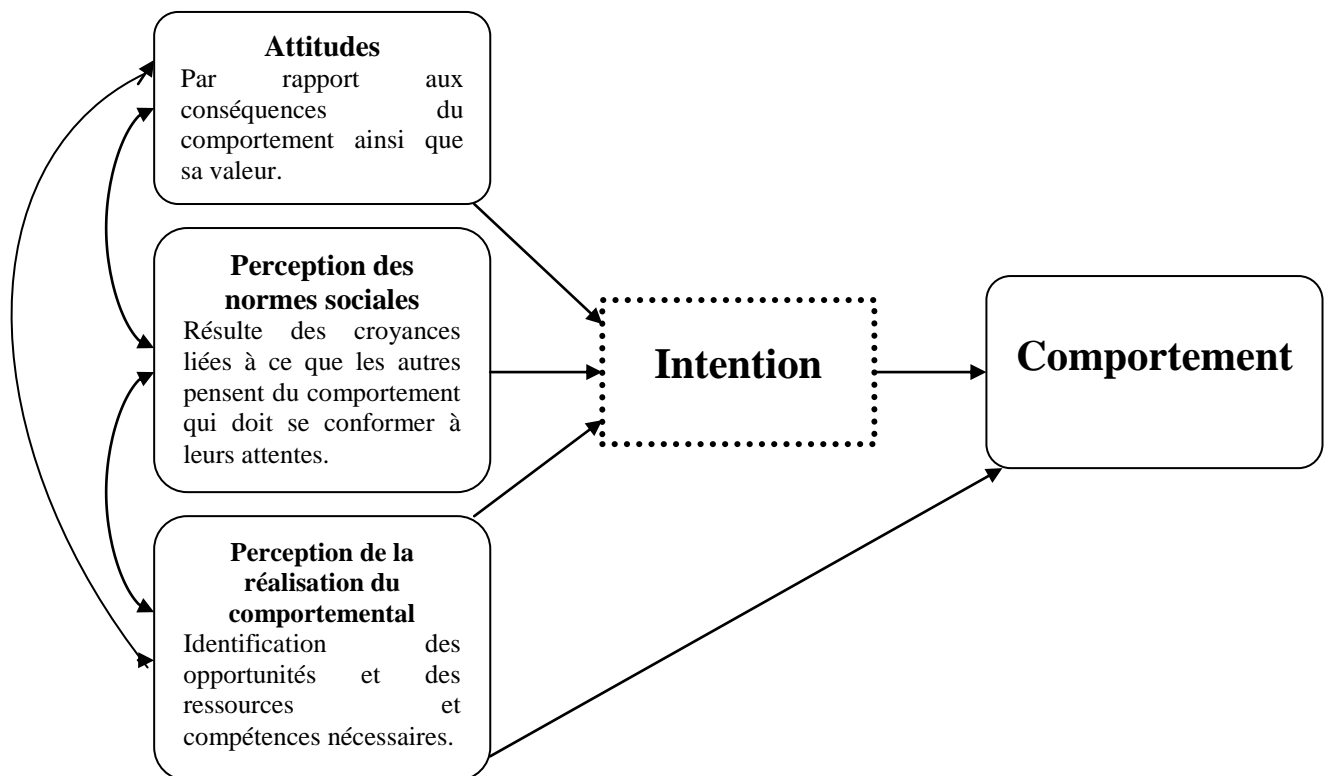 Attitudes
Par rapport aux
conséquences du
comportement ainsi que
sa valeur.
Perception des
normes sociales
Résulte des croyances
liées à ce que les autres
pensent du comportement
qui doit se conformer à
leurs attentes.
Perception de la
réalisation du
comportemental
Identification des
opportunités et des
ressources et
compétences nécessaires.
Intention
Comportement